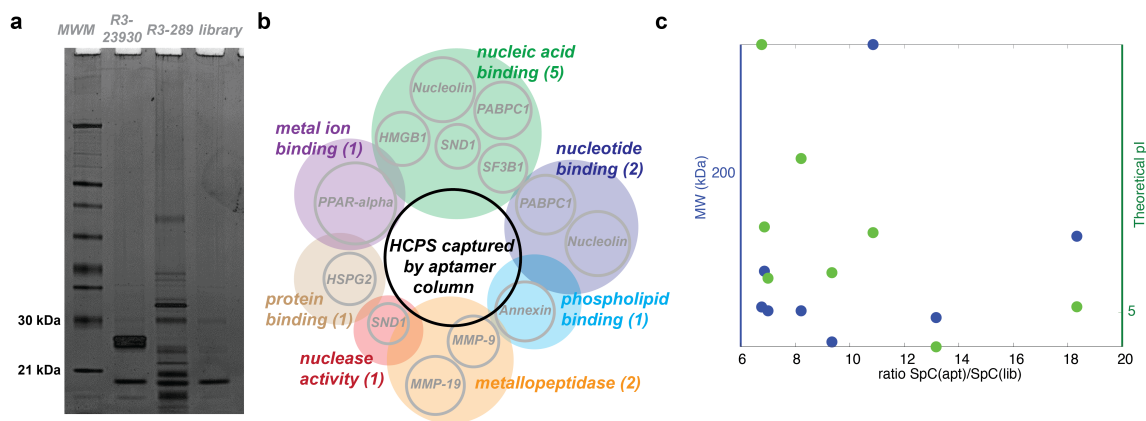 a
MWM
R3-
23930
R3-289
library
30 kDa
21 kDa
b
nucleic acid
binding (5)
Nucleolin
PABPC1
HMGB1
SND1
SF3B1
metal ion
binding (1)
PPAR-alpha
nucleotide
binding (2)
PABPC1
Nucleolin
HCPS captured
by aptamer
column
HSPG2
protein
binding (1)
Annexin
phospholipid
binding (1)
SND1
nuclease
activity (1)
MMP-9
MMP-19
metallopeptidase (2)
c
MW (kDa)
200
Theoretical pI
5
6 8 10 12 14 16 18 20
ratio SpC(apt)/SpC(lib)